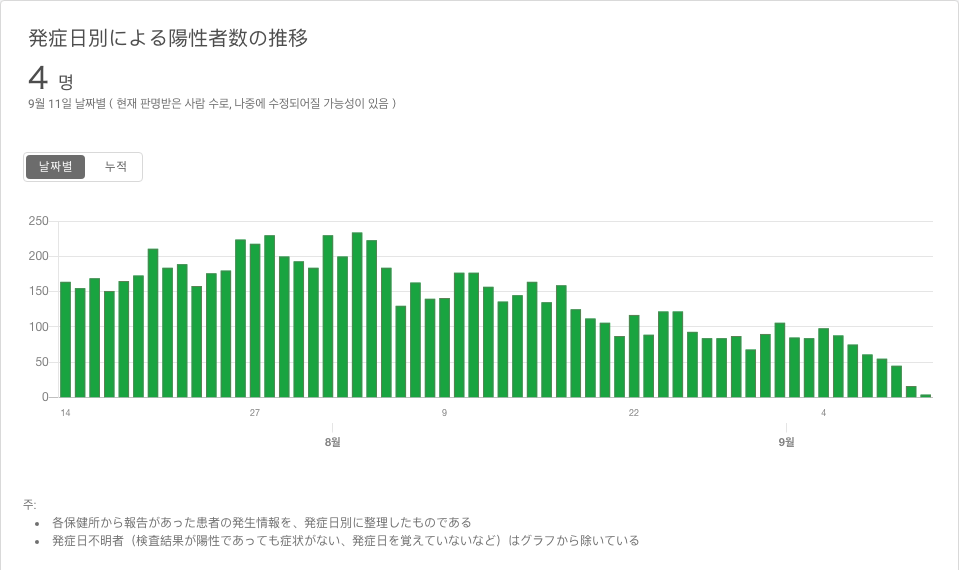 発症日別による陽性者数の推移
4 명
9월 11일 날짜별 ( 현재 판명받은 사람 수로, 나중에 수정되어질 가능성이 있음 )
날짜별 누적
250
200
150
100
50
0
14 27 9 22 4
8월 9월
주:
• 各保健所から報告があった患者の発生情報を、発症日別に整理したものである
• 発症日不明者（検査結果が陽性であっても症状がない、発症日を覚えていないなど）はグラフから除いている